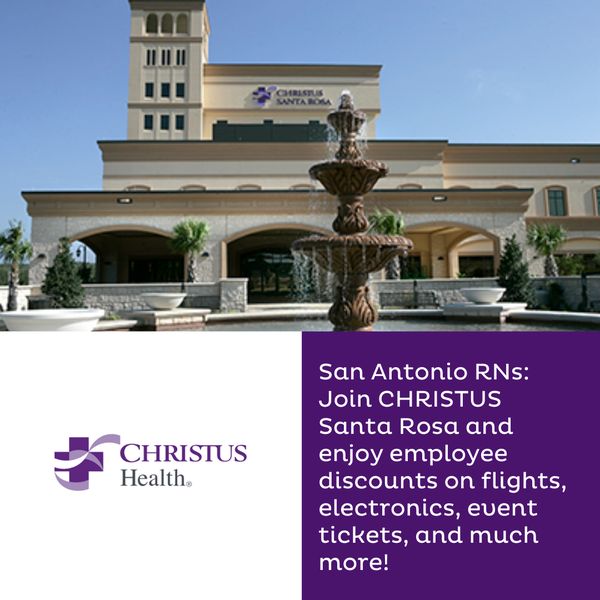 CHRISTUS
SANTA ROSA
CHRISTUS
Health®
San Antonio RNs:
Join CHRISTUS
Santa Rosa and
enjoy employee
discounts on flights,
electronics, event
tickets, and much
more!